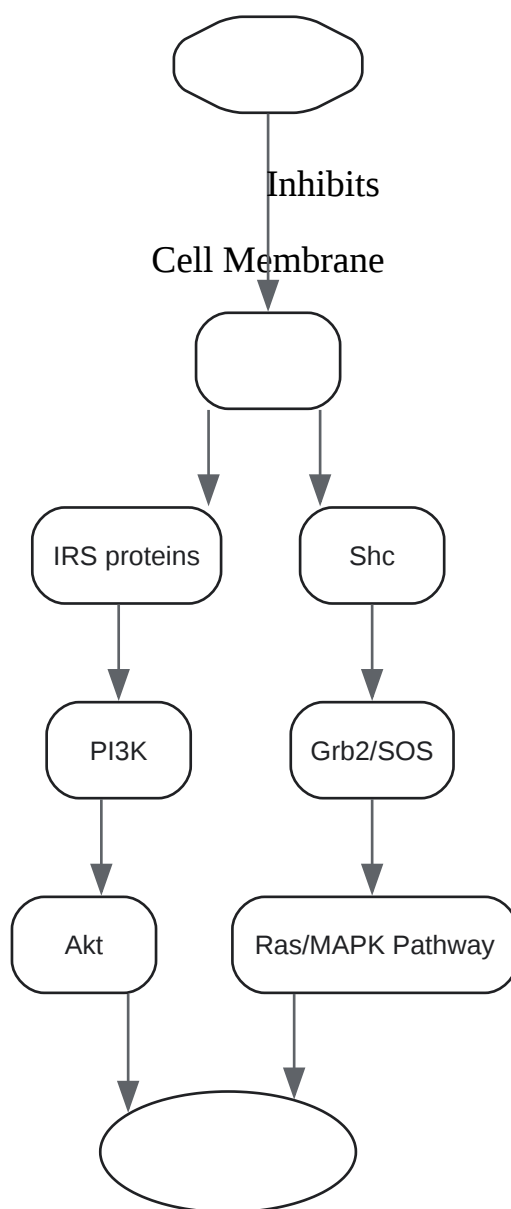 Inhibits
Cell Membrane
IRS proteins
Shc
PI3K
Grb2/SOS
Akt
Ras/MAPK Pathway